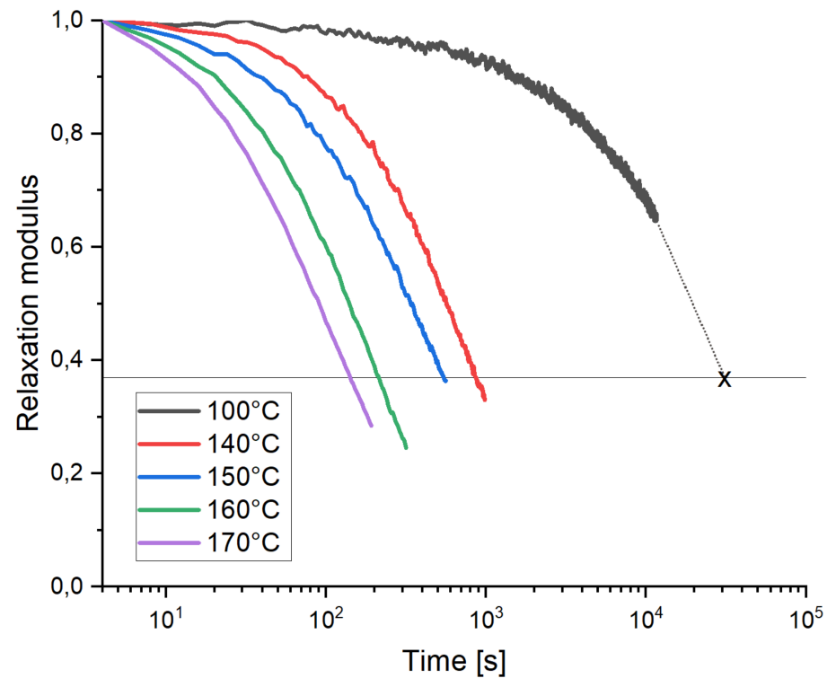 Relaxation modulus
1,0
0,8
0,6
0,4
0,2
0,0
x
100°C
140°C
150°C
160°C
170°C
10¹
10²
10³
10⁴
10⁵
Time [s]